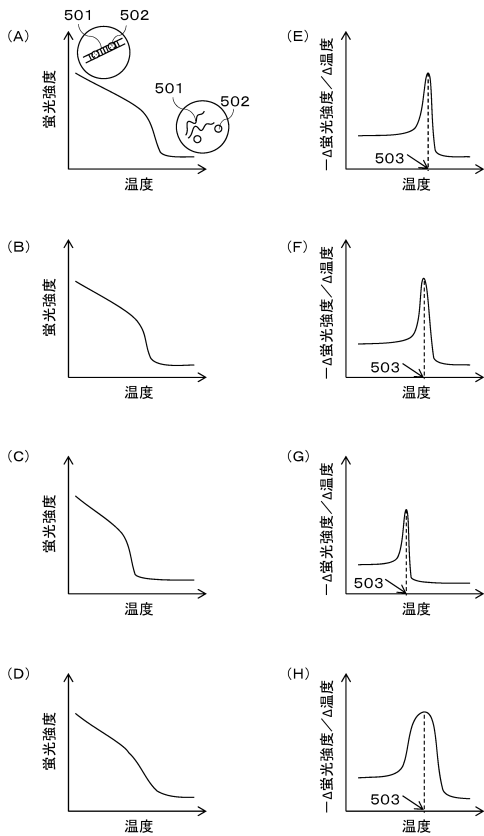 (A)
501 502
蛍光強度
501
502
温度
(E)
－Δ蛍光強度／Δ温度
503
温度
(B)
蛍光強度
温度
(F)
－Δ蛍光強度／Δ温度
503
温度
(C)
蛍光強度
温度
(G)
－Δ蛍光強度／Δ温度
503
温度
(D)
蛍光強度
温度
(H)
－Δ蛍光強度／Δ温度
503
温度